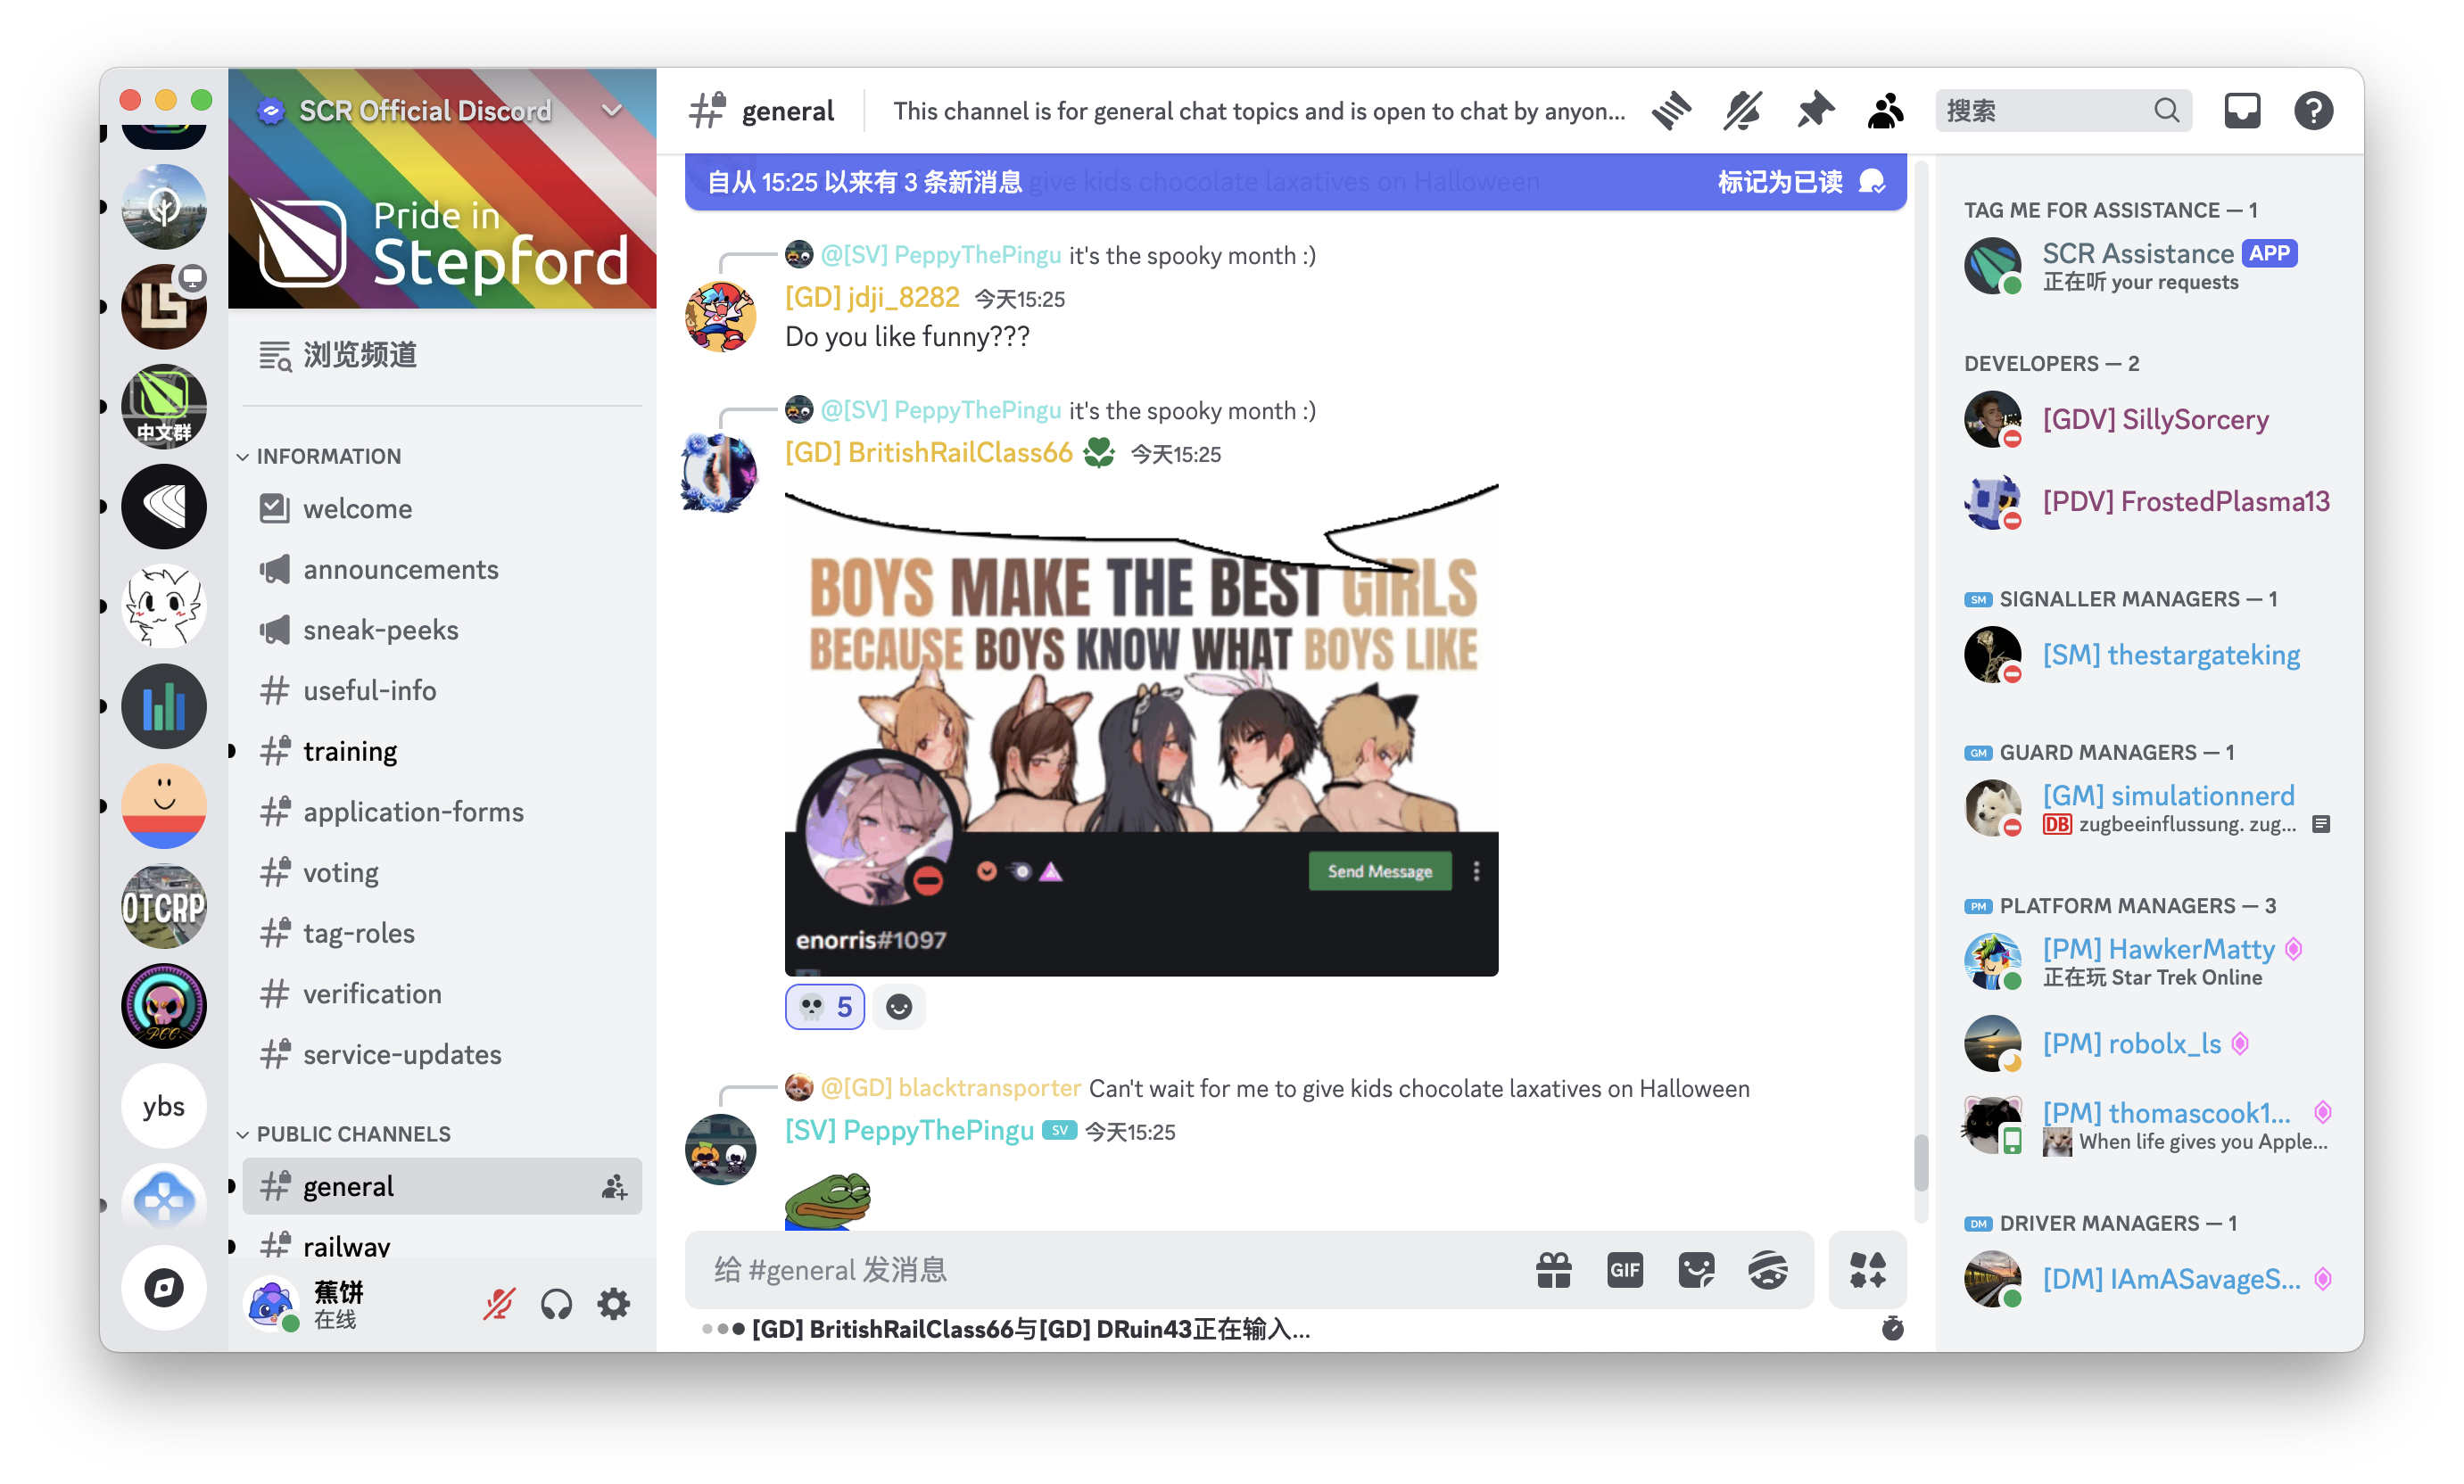 SCR Official Discord
Pride in
Stepford
浏览频道
INFORMATION
welcome
announcements
sneak-peeks
useful-info
training
application-forms
voting
tag-roles
verification
service-updates
PUBLIC CHANNELS
general
railway
蕉饼
在线
中文群
OTCRP
PCC
ybs
general
This channel is for general chat topics and is open to chat by anyon...
搜索
自从 15:25 以来有 3 条新消息
give kids chocolate laxatives on Halloween
标记为已读
@[SV] PeppyThePingu it's the spooky month :)
[GD] jdji_8282 今天15:25
Do you like funny???
@[SV] PeppyThePingu it's the spooky month :)
[GD] BritishRailClass66 今天15:25
BOYS MAKE THE BEST GIRLS
BECAUSE BOYS KNOW WHAT BOYS LIKE
Send Message
enorris#1097
5
@[GD] blacktransporter Can't wait for me to give kids chocolate laxatives on Halloween
[SV] PeppyThePingu SV 今天15:25
给 #general 发消息
GIF
[GD] BritishRailClass66与[GD] DRuin43正在输入...
TAG ME FOR ASSISTANCE — 1
SCR Assistance APP
正在听 your requests
DEVELOPERS — 2
[GDV] SillySorcery
[PDV] FrostedPlasma13
SM SIGNALLER MANAGERS — 1
[SM] thestargateking
GM GUARD MANAGERS — 1
[GM] simulationnerd
DB zugbeeinflussung. zug...
PM PLATFORM MANAGERS — 3
[PM] HawkerMatty
正在玩 Star Trek Online
[PM] robolx_ls
[PM] thomascook1...
When life gives you Apple...
DM DRIVER MANAGERS — 1
[DM] IAmASavageS...